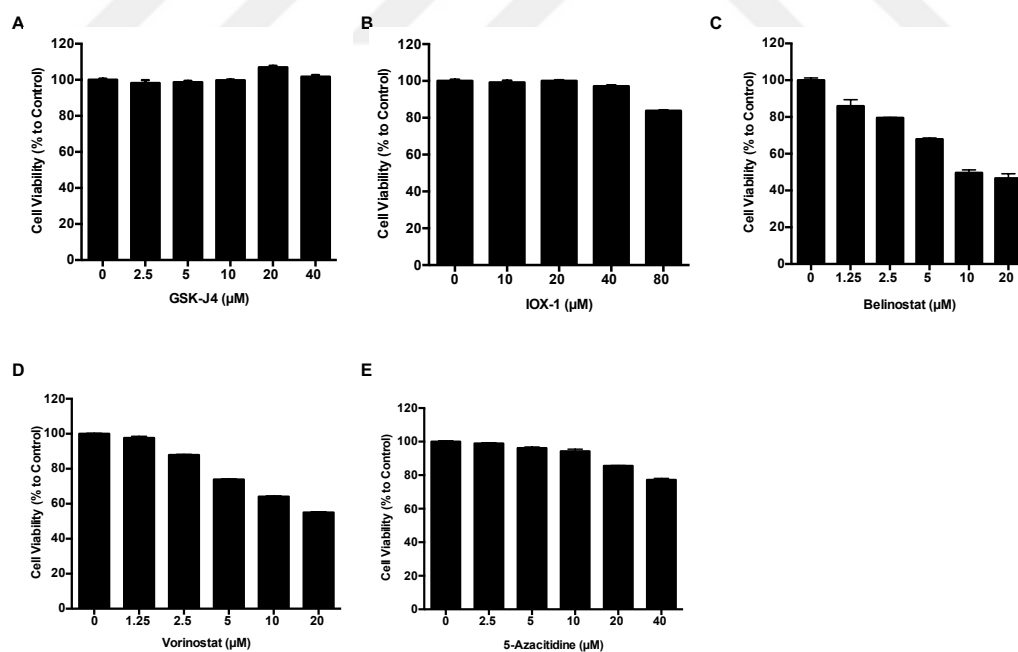 A
Cell Viability (% to Control)
120
100
80
60
40
20
0
0 2.5 5 10 20 40
GSK-J4 (µM)
B
Cell Viability (% to Control)
120
100
80
60
40
20
0
0 10 20 40 80
IOX-1 (µM)
C
Cell Viability (% to Control)
120
100
80
60
40
20
0
0 1.25 2.5 5 10 20
Belinostat (µM)
D
Cell Viability (% to Control)
120
100
80
60
40
20
0
0 1.25 2.5 5 10 20
Vorinostat (µM)
E
Cell Viability (% to Control)
120
100
80
60
40
20
0
0 2.5 5 10 20 40
5-Azacitidine (µM)